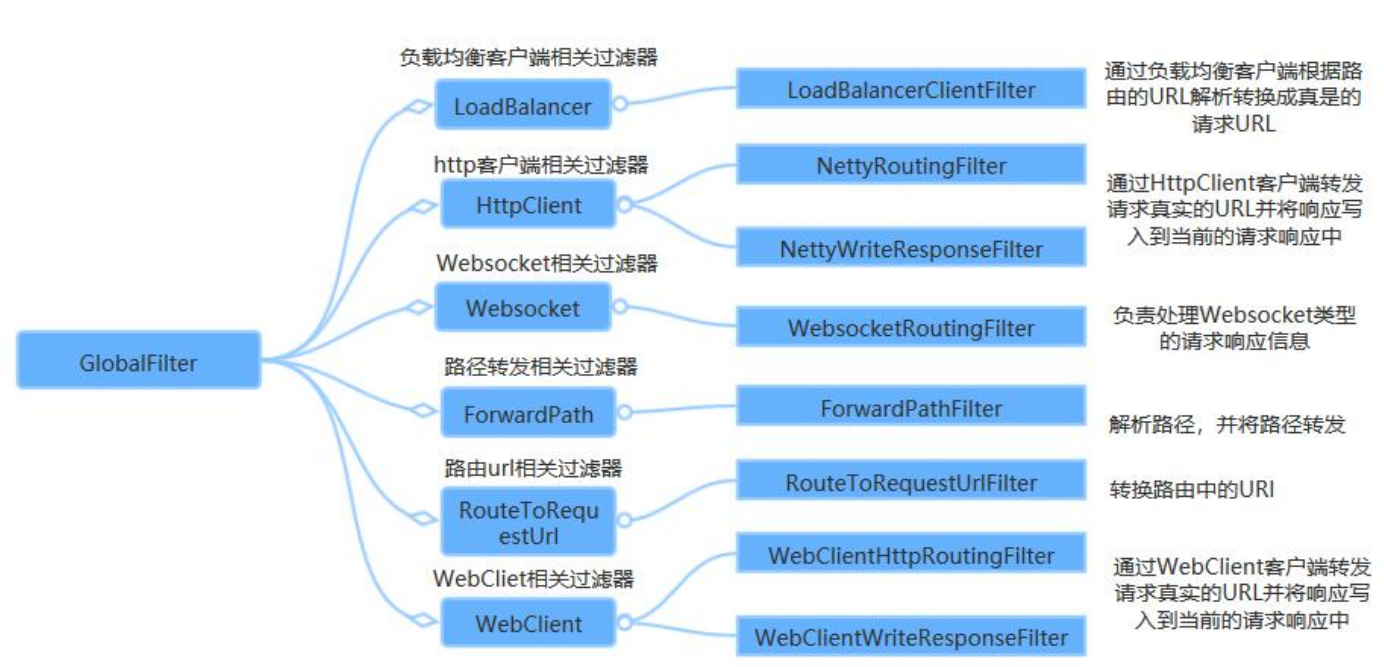 GlobalFilter
负载均衡客户端相关过滤器
LoadBalancer
LoadBalancerClientFilter
通过负载均衡客户端根据路
由的URL解析转换成真是的
请求URL
http客户端相关过滤器
HttpClient
NettyRoutingFilter
NettyWriteResponseFilter
通过HttpClient客户端转发
请求真实的URL并将响应写
入到当前的请求响应中
Websocket相关过滤器
Websocket
WebsocketRoutingFilter
负责处理Websocket类型
的请求响应信息
路径转发相关过滤器
ForwardPath
ForwardPathFilter
解析路径，并将路径转发
路由url相关过滤器
RouteToRequ
estUrl
RouteToRequestUrlFilter
转换路由中的URI
WebCliet相关过滤器
WebClient
WebClientHttpRoutingFilter
WebClientWriteResponseFilter
通过WebClient客户端转发
请求真实的URL并将响应写
入到当前的请求响应中